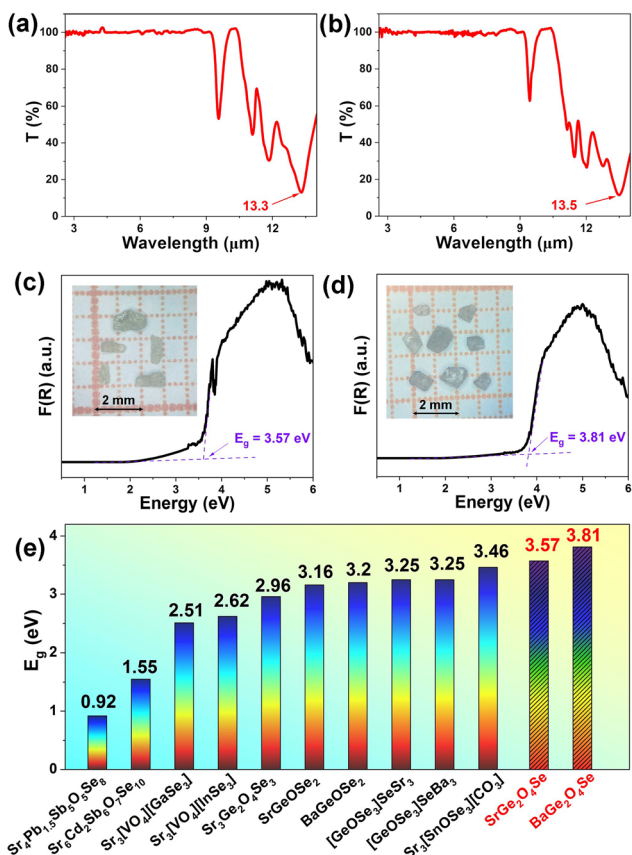 (a)
(b)
100
80
60
40
20
0
T (%)
3
6
9
12
Wavelength (μm)
13.3
100
80
60
40
20
0
T (%)
3
6
9
12
Wavelength (μm)
13.5
(c)
F(R) (a.u.)
2 mm
E_g = 3.57 eV
1
2
3
4
5
6
Energy (eV)
(d)
F(R) (a.u.)
2 mm
E_g = 3.81 eV
1
2
3
4
5
6
Energy (eV)
(e)
4
3
2
1
0
E_g (eV)
0.92
1.55
2.51
2.62
2.96
3.16
3.2
3.25
3.25
3.46
3.57
3.81
Sr₄Pb₁.₅Sb₅O₅Se₈
Sr₆Cd₂Sb₆O₇Se₁₀
Sr₃[VO₄][GaSe₃]
Sr₃[VO₄][InSe₃]
Sr₃Ge₂O₄Se₃
SrGeOSe₂
BaGeOSe₂
[GeOSe₃]SeSr₃
[GeOSe₃]SeBa₃
Sr₃[SnOSe₃][CO₃]
SrGe₂O₄Se
BaGe₂O₄Se